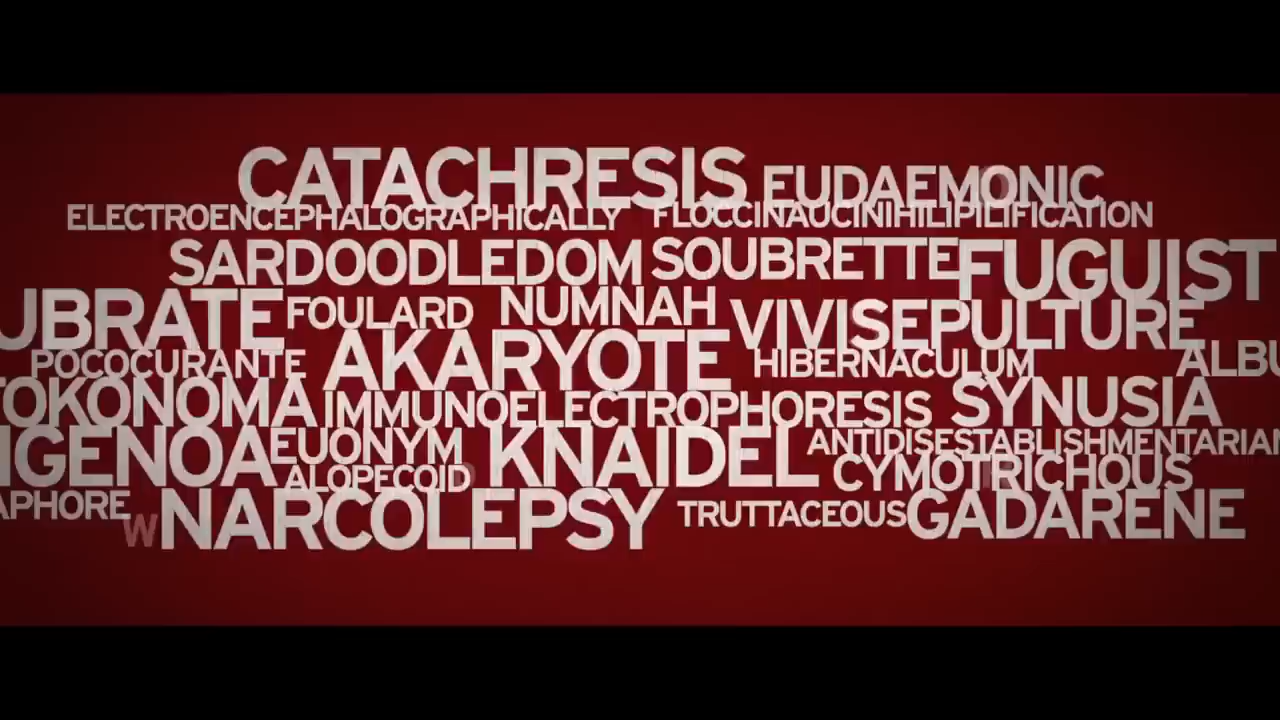 CATACHRESIS EUDAEMONIC
ELECTROENCEPHALOGRAPHICALLY FLOCCINAUCINIHILIPILIFICATION
SARDOODLEDOM SOUBRETTE FUGUIST
UBRATE FOULARD NUMNAH VIVISEPULTURE
POCOCURANTE AKARYOTE HIBERNACULUM ALBU
TOKONOMA IMMUNOELECTROPHORESIS SYNUSIA
IGENOA EUONYM KNAIDEL ANTIDISESTABLISHMENTARIAN
ALOPECOID CYMOTRICHOUS
APHORE W NARCOLEPSY TRUTTACEOUS GADARENE